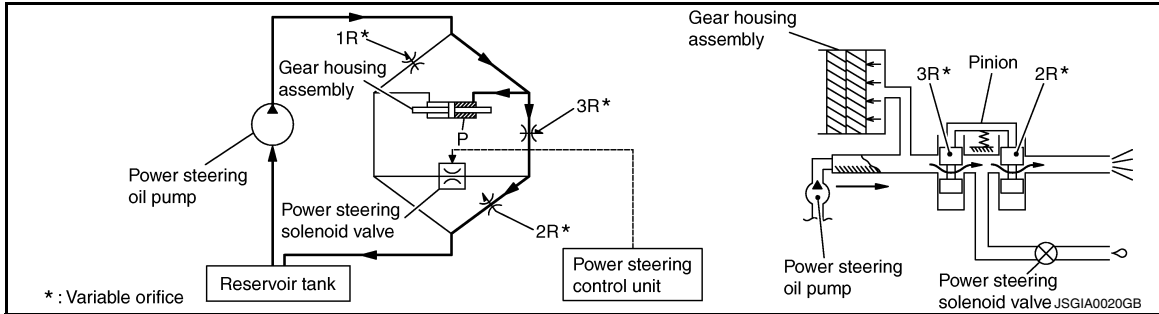 1R*
Gear housing
assembly
3R*
P
Power steering
oil pump
Power steering
solenoid valve
2R*
Reservoir tank
Power steering
control unit
* : Variable orifice
Gear housing
assembly
Pinion
3R*
2R*
Power steering
oil pump
Power steering
solenoid valve
JSGIA0020GB